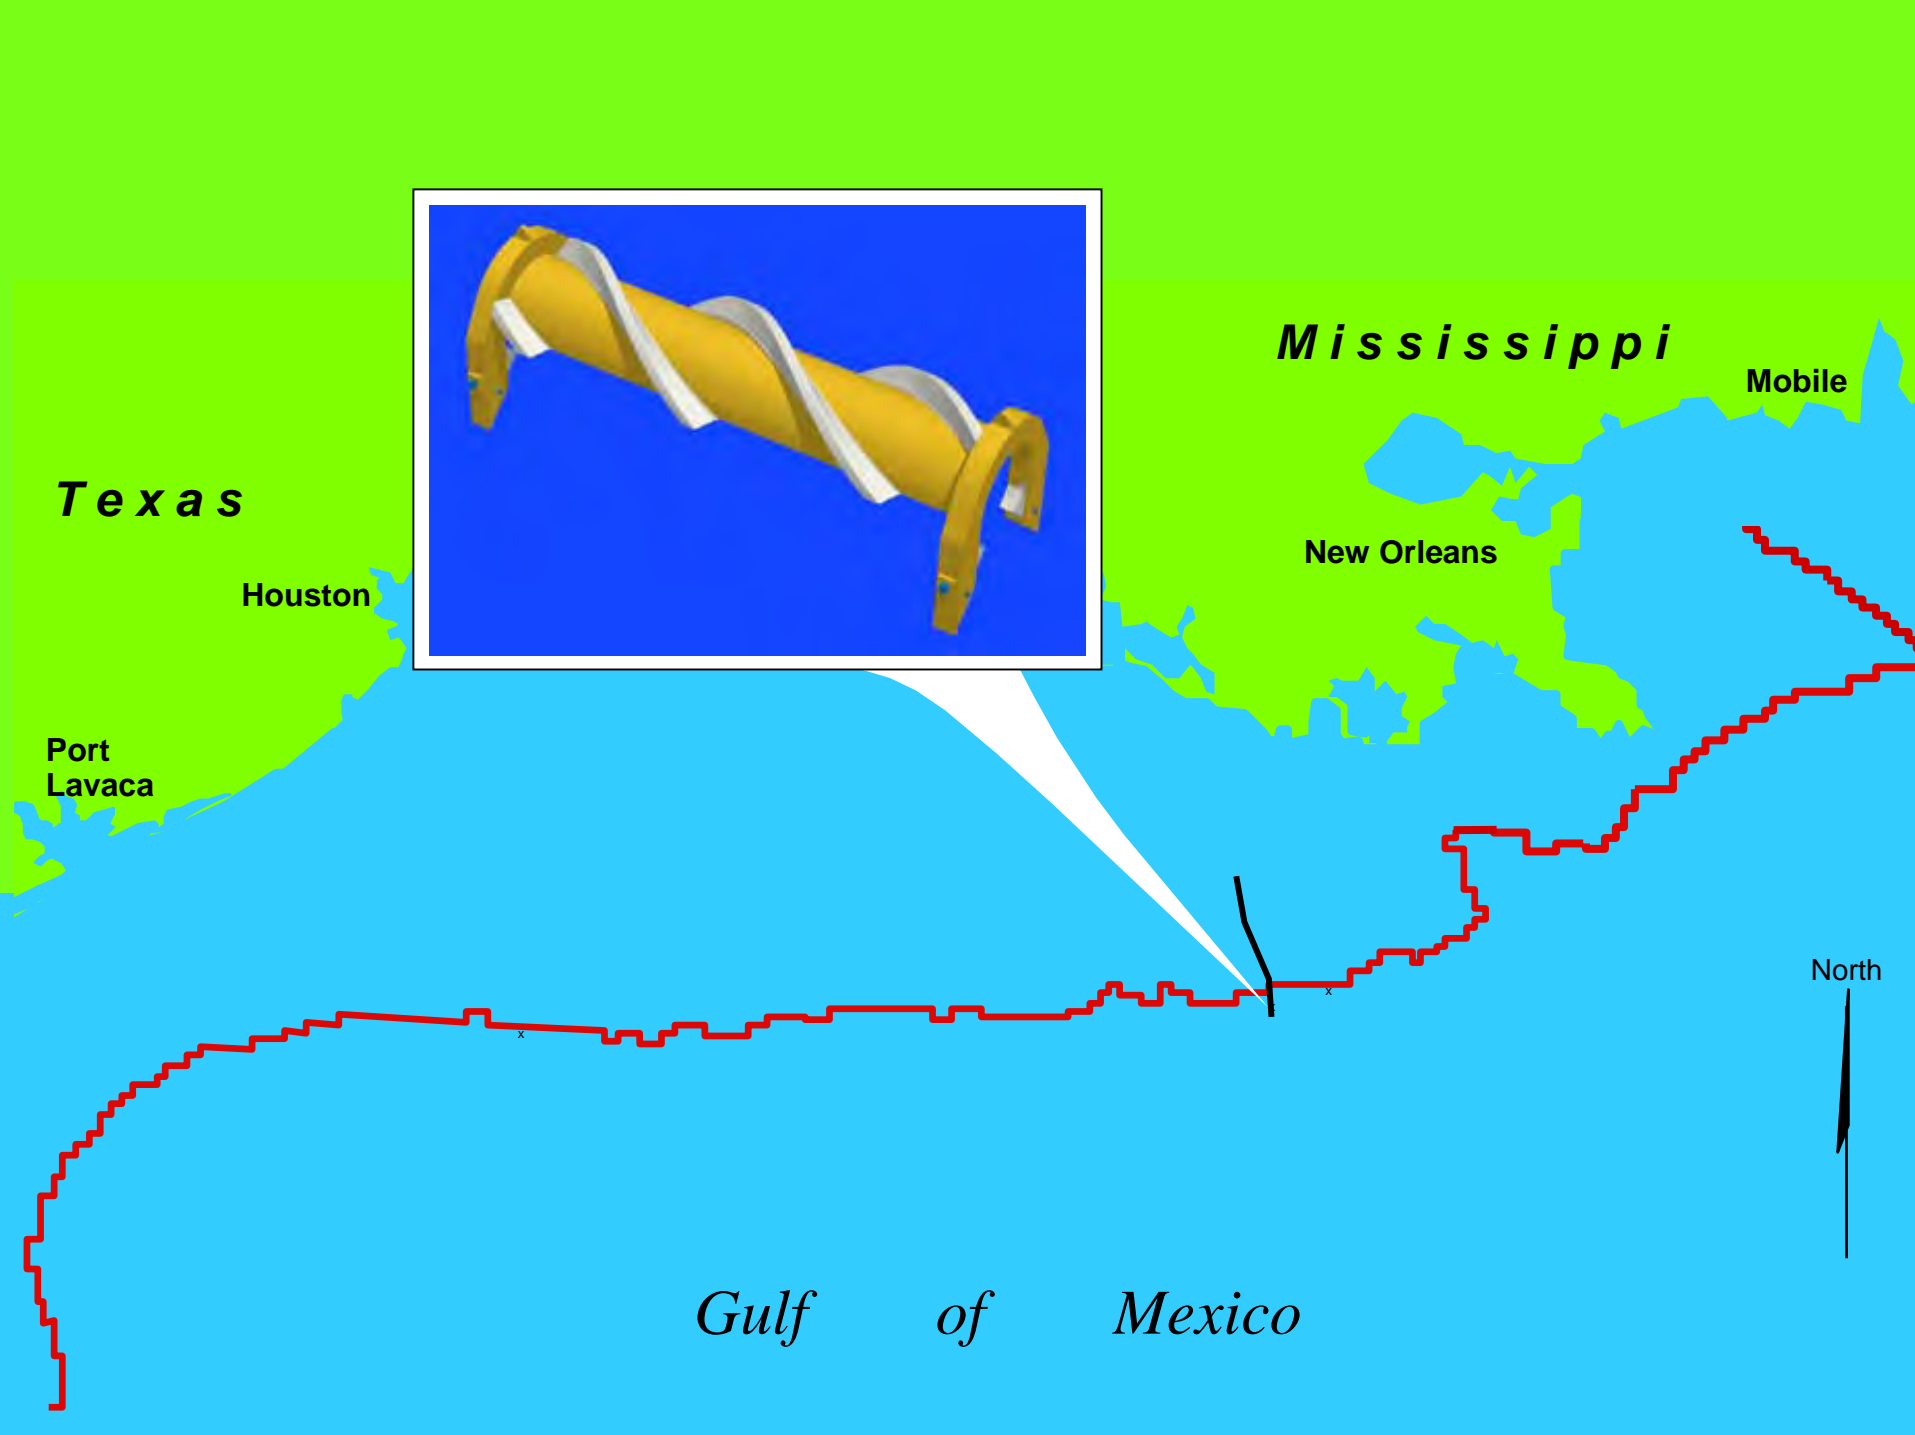 Mississippi
Mobile
Texas
New Orleans
Houston
Port
Lavaca
North
x
x
Gulf of Mexico